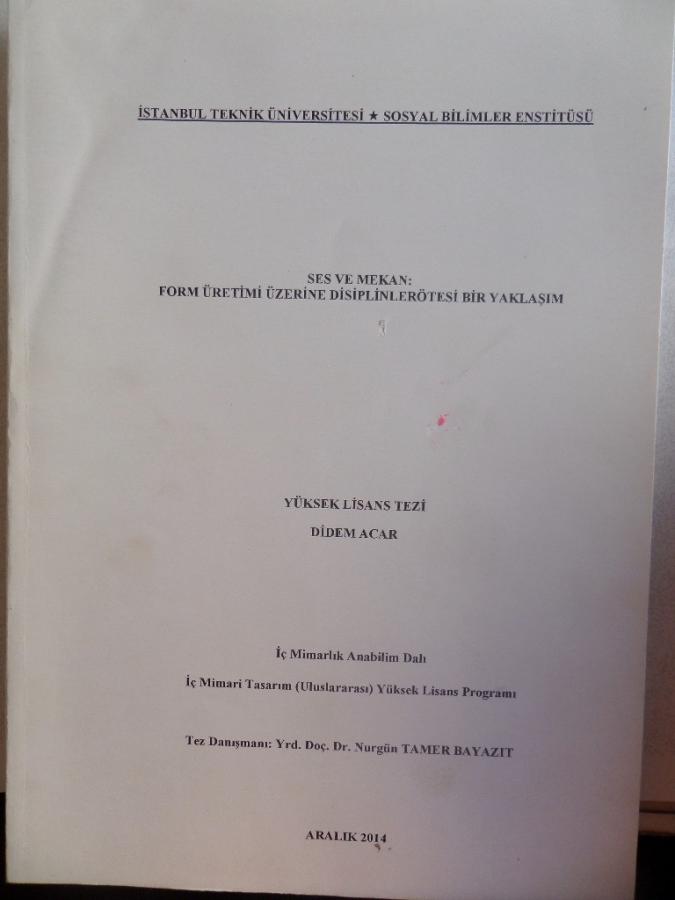 İSTANBUL TEKNİK ÜNİVERSİTESİ ★ SOSYAL BİLİMLER ENSTİTÜSÜ
SES VE MEKAN:
FORM ÜRETİMİ ÜZERİNE DİSİPLİNLERÖTESİ BİR YAKLAŞIM
YÜKSEK LİSANS TEZİ
DİDEM ACAR
İç Mimarlık Anabilim Dalı
İç Mimari Tasarım (Uluslararası) Yüksek Lisans Programı
Tez Danışmanı: Yrd. Doç. Dr. Nurgün TAMER BAYAZIT
ARALIK 2014